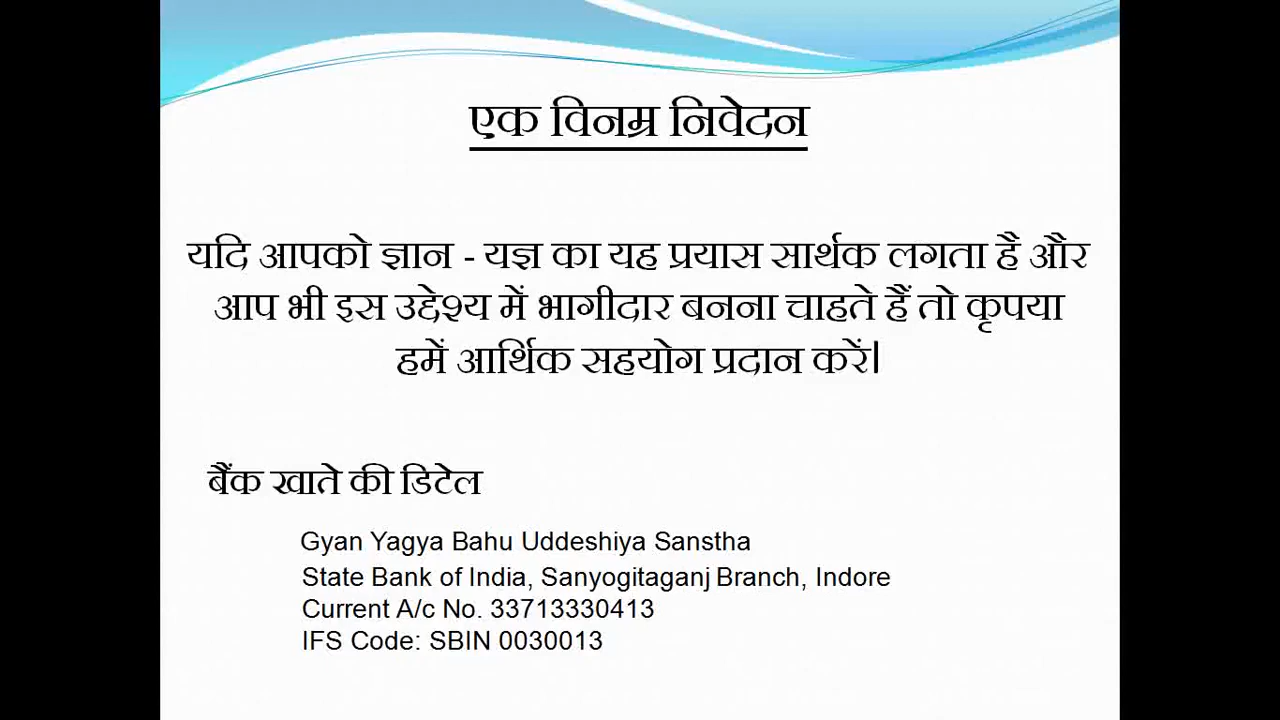 एक विनम्र निवेदन
यदि आपको ज्ञान - यज्ञ का यह प्रयास सार्थक लगता है और
आप भी इस उद्देश्य में भागीदार बनना चाहते हैं तो कृपया
हमें आर्थिक सहयोग प्रदान करें।
बैंक खाते की डिटेल
Gyan Yagya Bahu Uddeshiya Sanstha
State Bank of India, Sanyogitaganj Branch, Indore
Current A/c No. 33713330413
IFS Code: SBIN 0030013